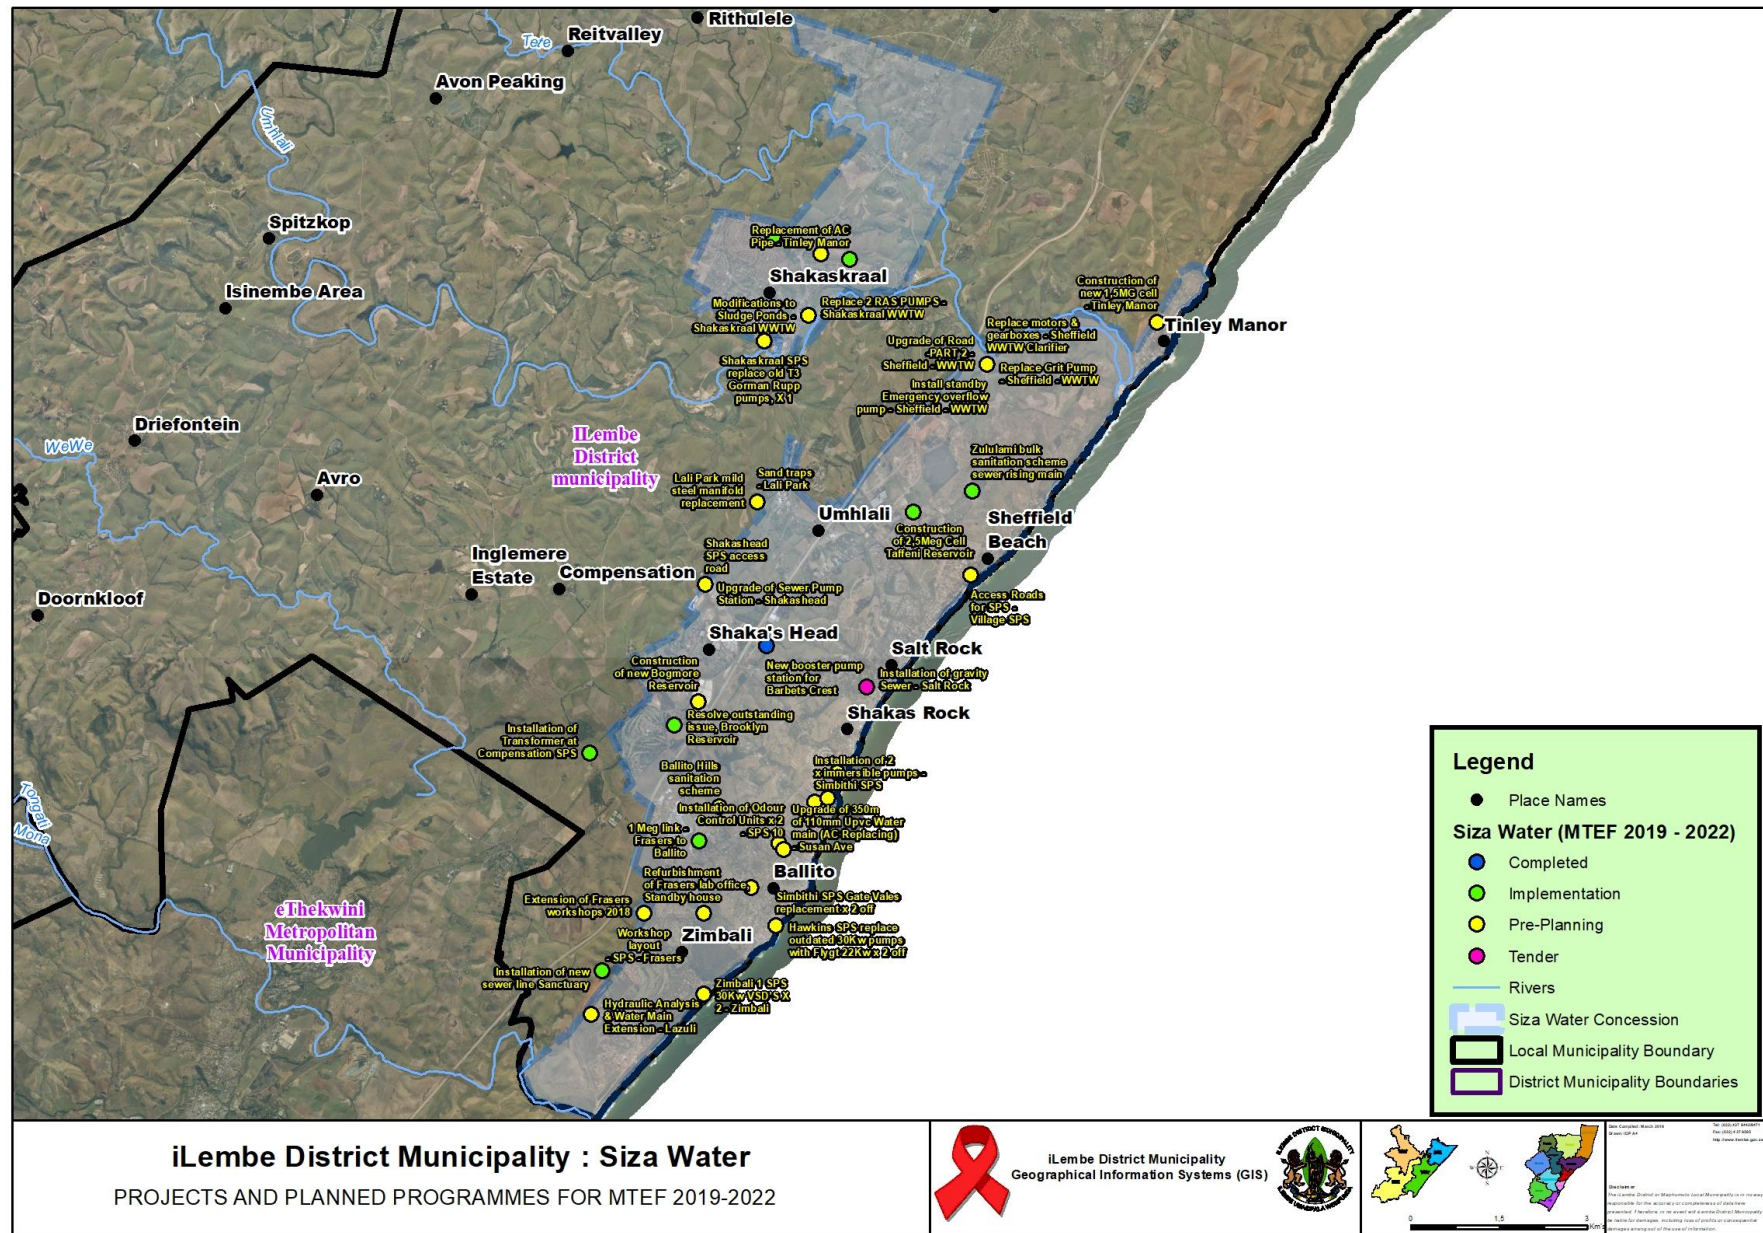 Rithulele
Reitvalley
Tete
Avon Peaking
Umhlali
Spitzkop
Isinembe Area
Replacement of AC
Pipe - Tinley Manor
Shakaskraal
Modifications to
Sludge Ponds -
Shakaskraal WWTW
Replace 2 RAS PUMPS -
Shakaskraal WWTW
Shakaskraal SPS
replace old T3
Gorman Rupp
pumps, X 1
Construction of
new 1,5MG cell
- Tinley Manor
Tinley Manor
Replace motors &
gearboxes - Sheffield
WWTW Clarifier
Upgrade of Road
-PART 2 -
Sheffield - WWTW
Replace Grit Pump
- Sheffield - WWTW
Install standby
Emergency overflow
pump - Sheffield - WWTW
Driefontein
WeWe
Avro
ILembe
District
municipality
Zululami bulk
sanitation scheme
sewer rising main
Lali Park mild
steel manifold
replacement
Sand traps
- Lali Park
Umhlali
Construction
of 2,5Meg Cell
Taffeni Reservoir
Sheffield
Beach
Shakashead
SPS access
road
Inglemere
Estate
Compensation
Upgrade of Sewer Pump
Station - Shakashead
Doornkloof
Access Roads
for SPS -
Village SPS
Shaka's Head
Salt Rock
Construction
of new Bogmore
Reservoir
New booster pump
station for
Barbets Crest
Installation of gravity
Sewer - Salt Rock
Shakas Rock
Resolve outstanding
issue, Brooklyn
Reservoir
Installation of
Transformer at
Compensation SPS
Ballito Hills
sanitation
scheme
Installation of 2
x immersible pumps -
Simbithi SPS
Installation of Odour
Control Units x 2
- SPS 10
Upgrade of 350m
of 110mm Upvc Water
main (AC Replacing)
- Susan Ave
1 Meg link -
Frasers to
Ballito
Tongati
Mona
Ballito
Refurbishment
of Frasers lab office,
Standby house
Simbithi SPS Gate Vales
replacement x 2 off
Extension of Frasers
workshops 2018
eThekwini
Metropolitan
Municipality
Hawkins SPS replace
outdated 30Kw pumps
with Flygt 22Kw x 2 off
Workshop
layout
- SPS - Frasers
Zimbali
Installation of new
sewer line Sanctuary
Zimbali 1 SPS
30Kw VSD'S X
2 - Zimbali
Hydraulic Analysis
& Water Main
Extension - Lazuli
Legend
Place Names
Siza Water (MTEF 2019 - 2022)
Completed
Implementation
Pre-Planning
Tender
Rivers
Siza Water Concession
Local Municipality Boundary
District Municipality Boundaries
iLembe District Municipality : Siza Water
PROJECTS AND PLANNED PROGRAMMES FOR MTEF 2019-2022
iLembe District Municipality
Geographical Information Systems (GIS)
0 1,5 3
Km's
Disclaimer